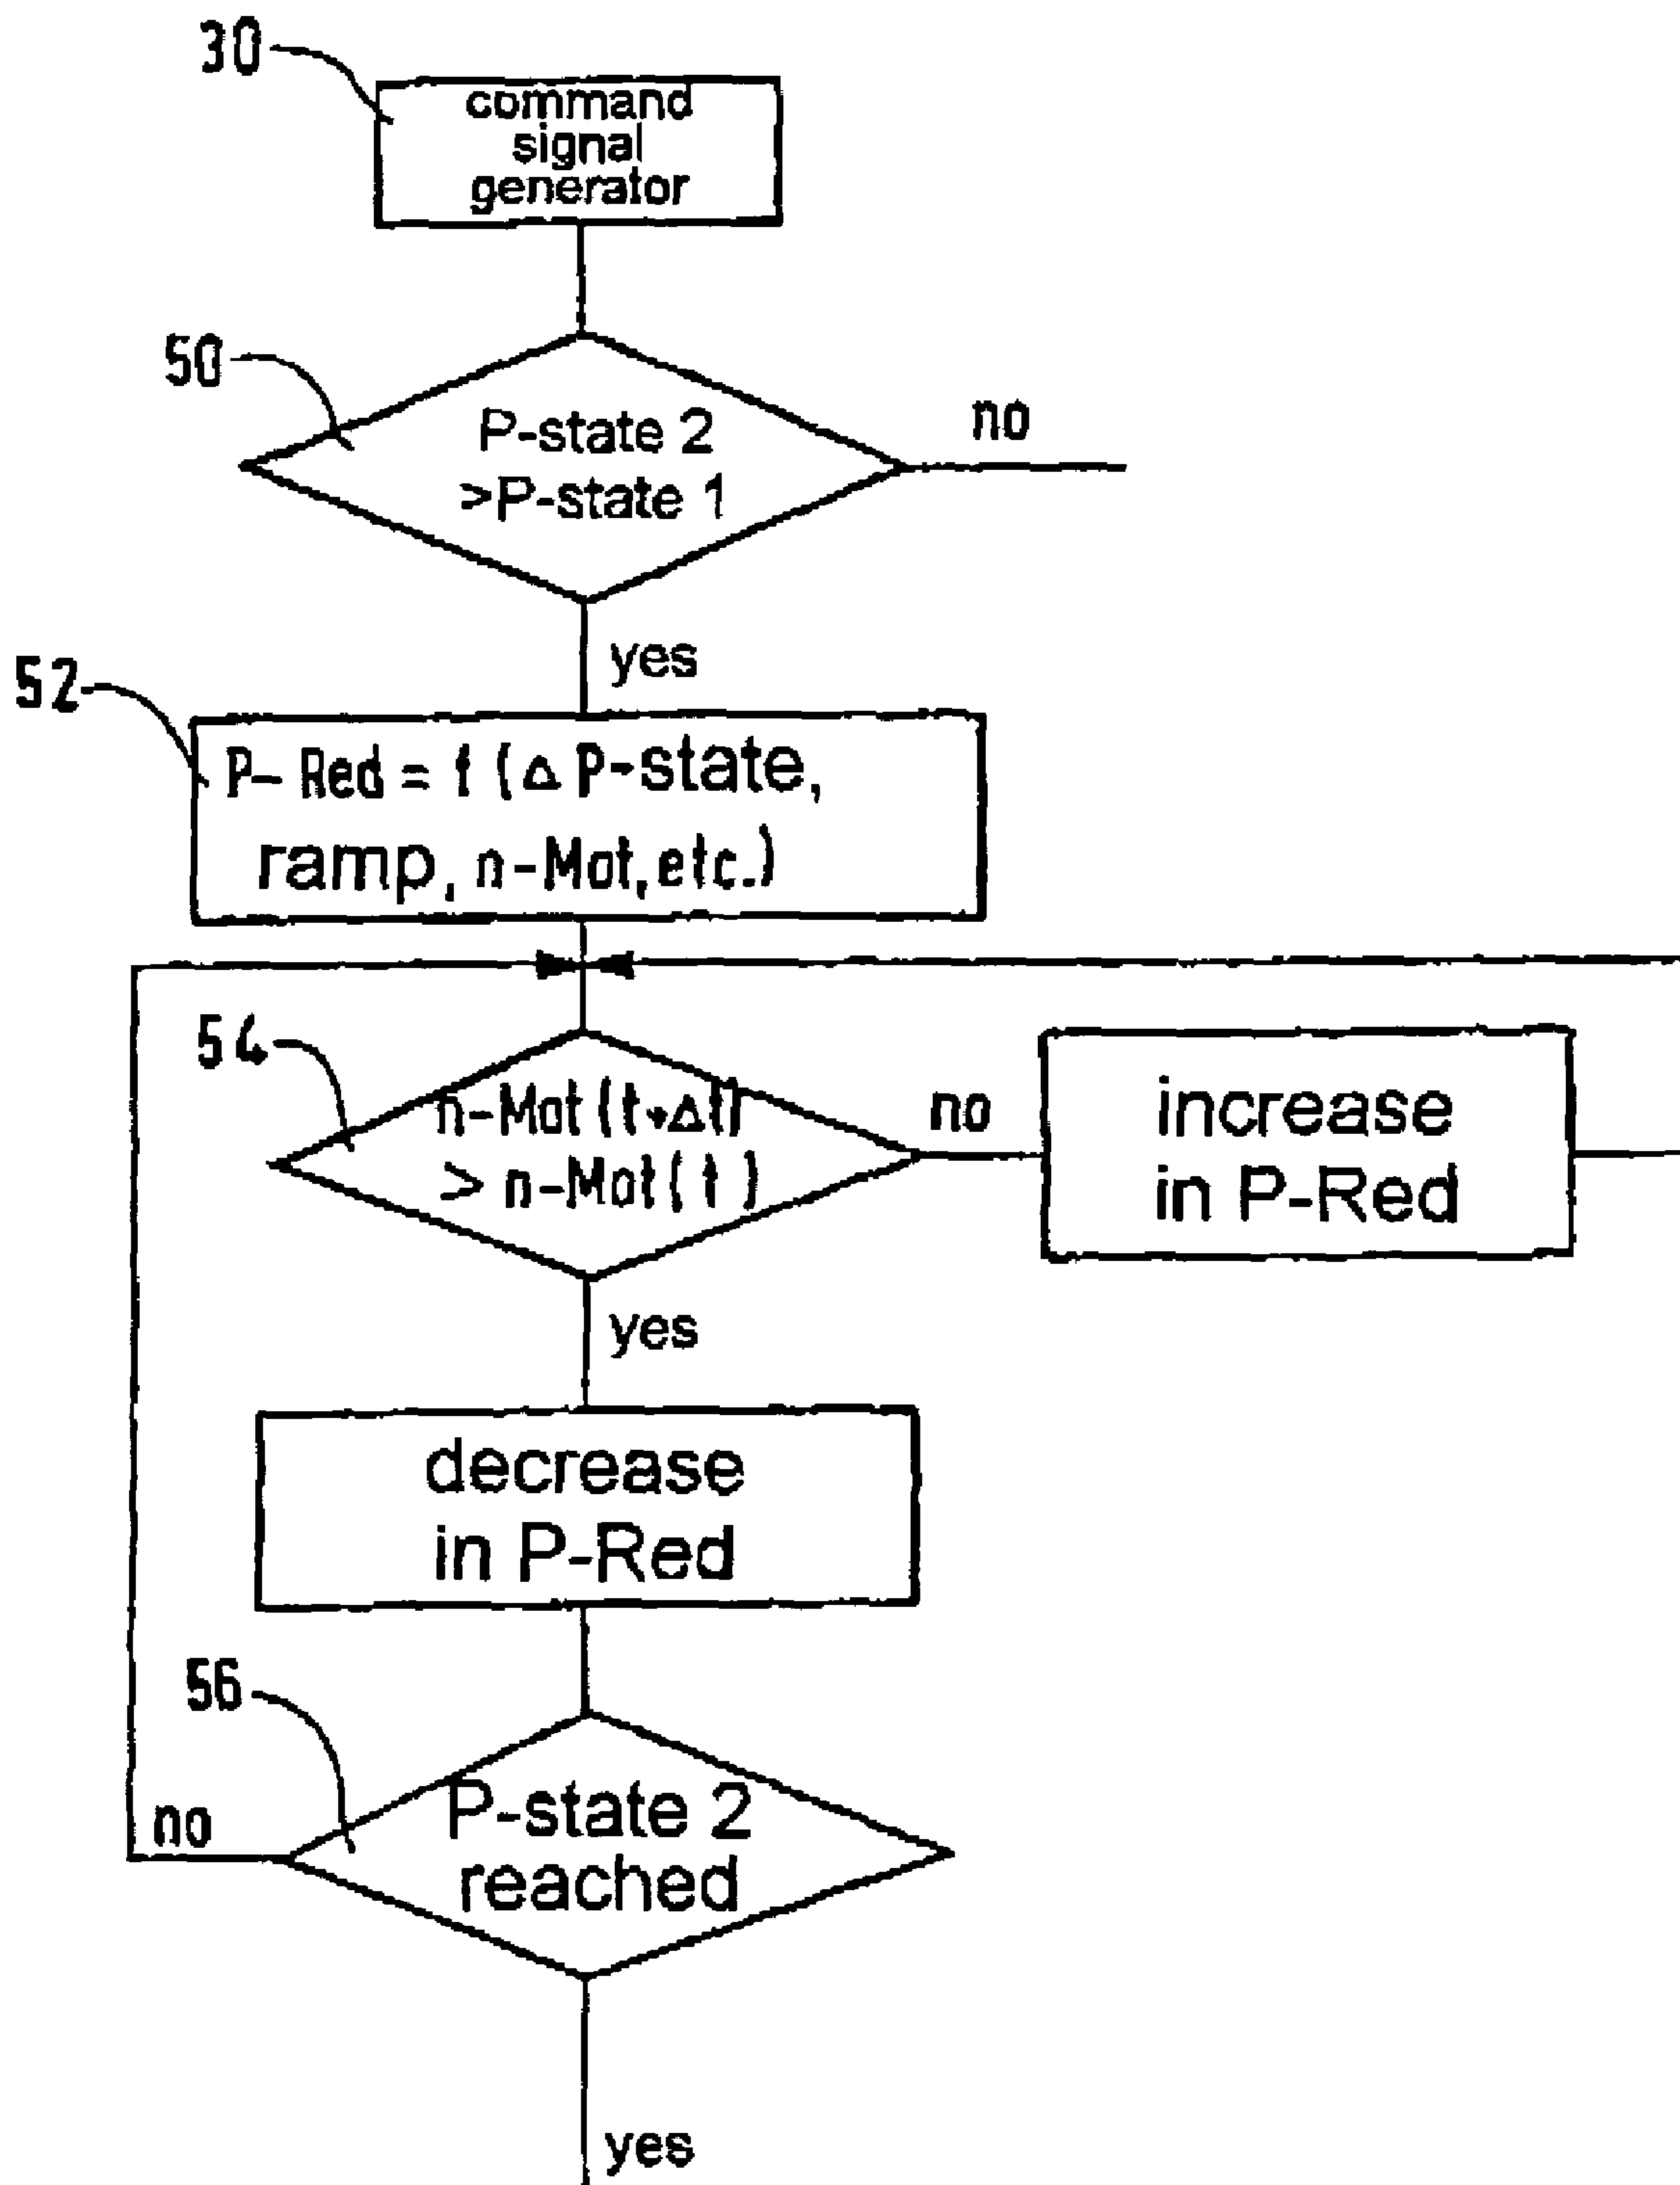 30
command
signal
generator
50
P-state 2
>P-state 1
no
yes
52
P-Red = f (Δ P-state,
ramp, n-Mot, etc.)
54
n-Mot (t+Δt)
> n-Mot ( t )
no
increase
in P-Red
yes
decrease
in P-Red
56
P-state 2
reached
no
yes